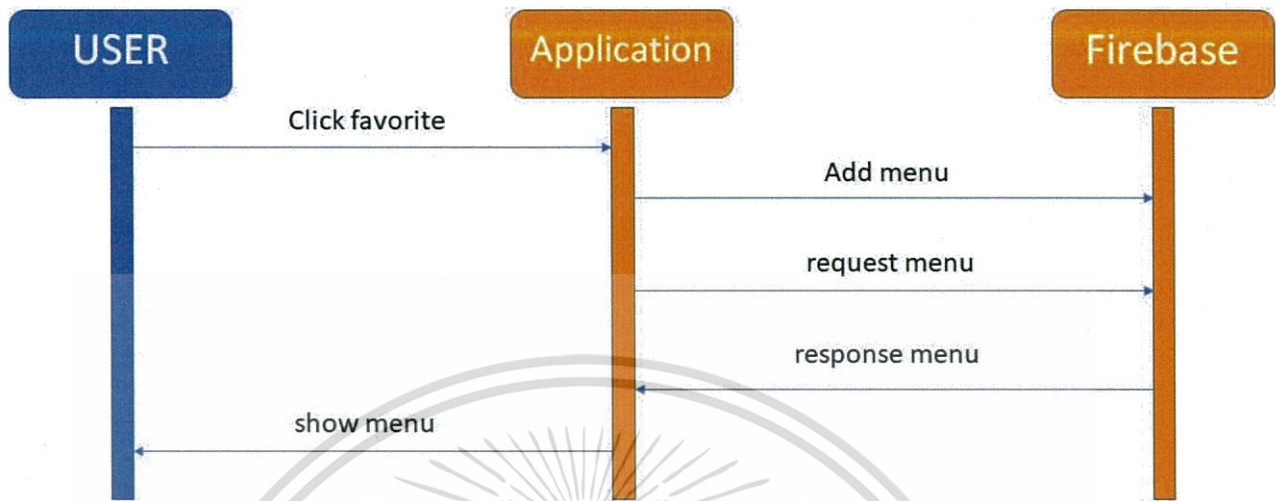 USER
Application
Firebase
Click favorite
Add menu
request menu
response menu
show menu